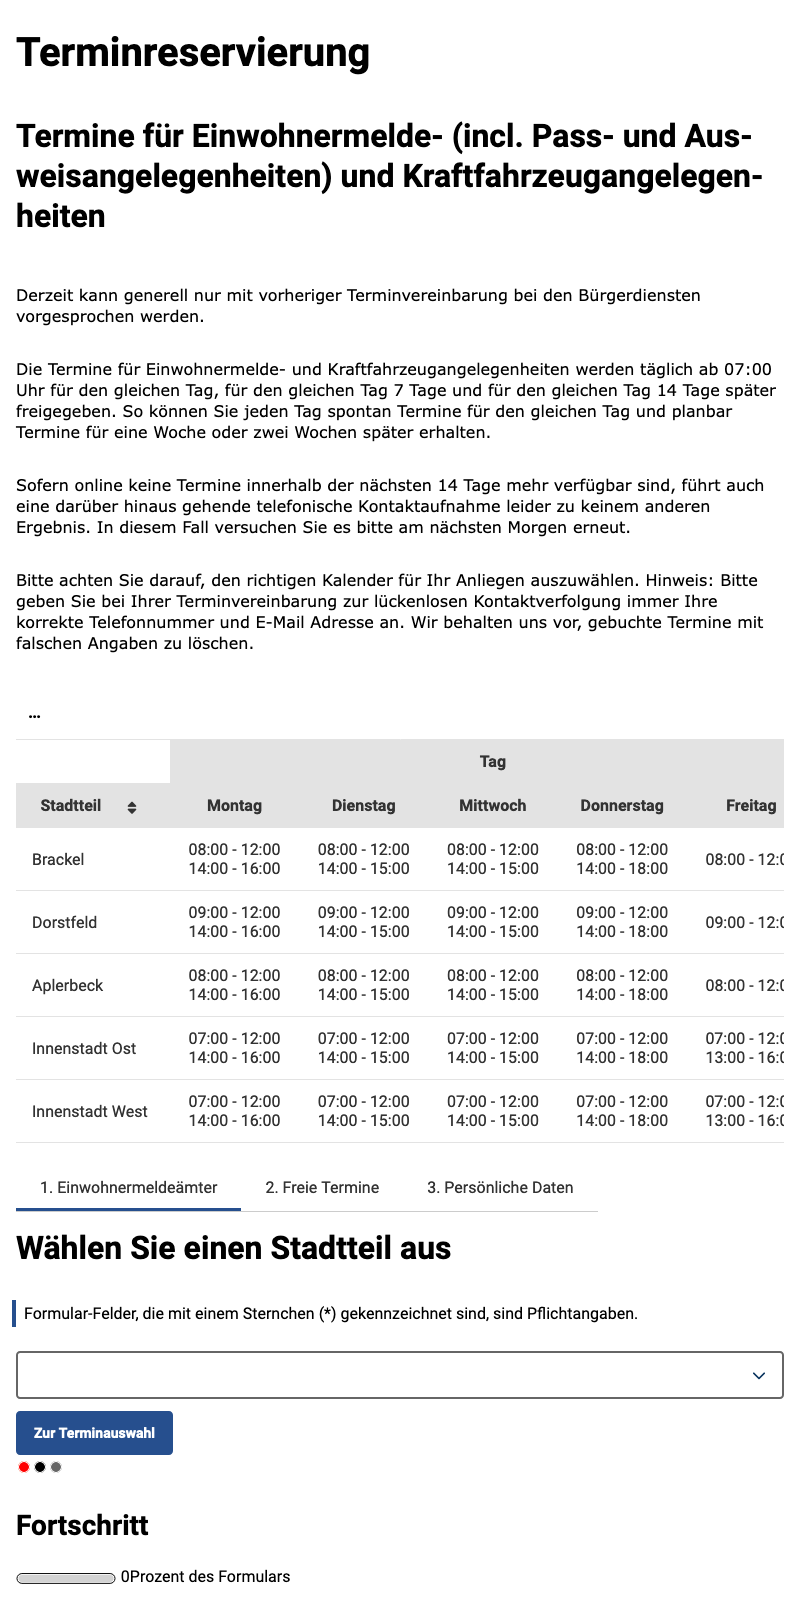 Terminreservierung
Termine für Einwohnermelde- (incl. Pass- und Aus-
weisangelegenheiten) und Kraftfahrzeugangelegen-
heiten
Derzeit kann generell nur mit vorheriger Terminvereinbarung bei den Bürgerdiensten
vorgesprochen werden.
Die Termine für Einwohnermelde- und Kraftfahrzeugangelegenheiten werden täglich ab 07:00
Uhr für den gleichen Tag, für den gleichen Tag 7 Tage und für den gleichen Tag 14 Tage später
freigegeben. So können Sie jeden Tag spontan Termine für den gleichen Tag und planbar
Termine für eine Woche oder zwei Wochen später erhalten.
Sofern online keine Termine innerhalb der nächsten 14 Tage mehr verfügbar sind, führt auch
eine darüber hinaus gehende telefonische Kontaktaufnahme leider zu keinem anderen
Ergebnis. In diesem Fall versuchen Sie es bitte am nächsten Morgen erneut.
Bitte achten Sie darauf, den richtigen Kalender für Ihr Anliegen auszuwählen. Hinweis: Bitte
geben Sie bei Ihrer Terminvereinbarung zur lückenlosen Kontaktverfolgung immer Ihre
korrekte Telefonnummer und E-Mail Adresse an. Wir behalten uns vor, gebuchte Termine mit
falschen Angaben zu löschen.
...
Tag
Stadtteil Montag Dienstag Mittwoch Donnerstag Freitag
Brackel 08:00 - 12:00 08:00 - 12:00 08:00 - 12:00 08:00 - 12:00 08:00 - 12:0
14:00 - 16:00 14:00 - 15:00 14:00 - 15:00 14:00 - 18:00
Dorstfeld 09:00 - 12:00 09:00 - 12:00 09:00 - 12:00 09:00 - 12:00 09:00 - 12:0
14:00 - 16:00 14:00 - 15:00 14:00 - 15:00 14:00 - 18:00
Aplerbeck 08:00 - 12:00 08:00 - 12:00 08:00 - 12:00 08:00 - 12:00 08:00 - 12:0
14:00 - 16:00 14:00 - 15:00 14:00 - 15:00 14:00 - 18:00
Innenstadt Ost 07:00 - 12:00 07:00 - 12:00 07:00 - 12:00 07:00 - 12:00 07:00 - 12:0
14:00 - 16:00 14:00 - 15:00 14:00 - 15:00 14:00 - 18:00 13:00 - 16:0
Innenstadt West 07:00 - 12:00 07:00 - 12:00 07:00 - 12:00 07:00 - 12:00 07:00 - 12:0
14:00 - 16:00 14:00 - 15:00 14:00 - 15:00 14:00 - 18:00 13:00 - 16:0
1. Einwohnermeldeämter 2. Freie Termine 3. Persönliche Daten
Wählen Sie einen Stadtteil aus
Formular-Felder, die mit einem Sternchen (*) gekennzeichnet sind, sind Pflichtangaben.
Zur Terminauswahl
Fortschritt
0Prozent des Formulars